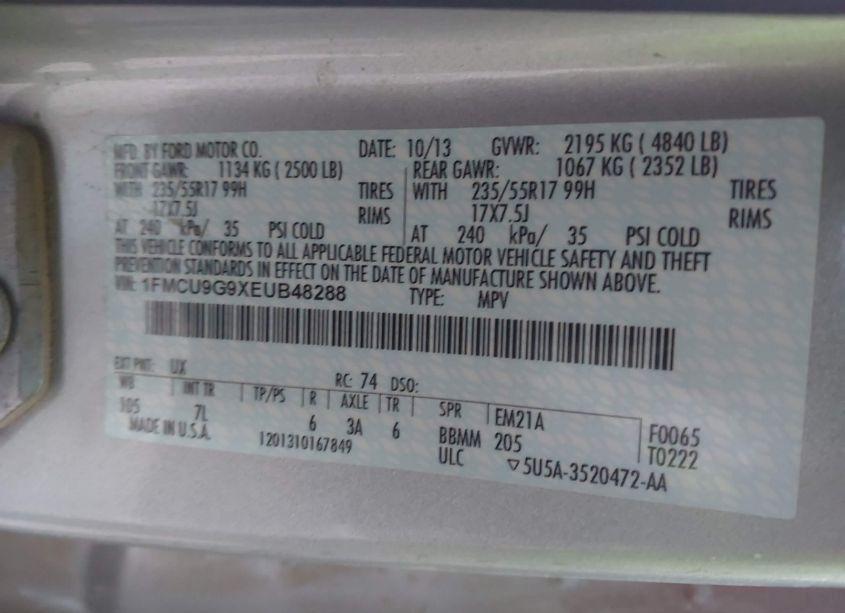 MFD. BY FORD MOTOR CO. DATE: 10/13 GVWR: 2195 KG ( 4840 LB)
FRONT GAWR: 1134 KG ( 2500 LB) REAR GAWR: 1067 KG ( 2352 LB)
WITH 235/55R17 99H TIRES WITH 235/55R17 99H TIRES
17X7.5J RIMS 17X7.5J RIMS
AT 240 kPa/ 35 PSI COLD AT 240 kPa/ 35 PSI COLD
THIS VEHICLE CONFORMS TO ALL APPLICABLE FEDERAL MOTOR VEHICLE SAFETY AND THEFT
PREVENTION STANDARDS IN EFFECT ON THE DATE OF MANUFACTURE SHOWN ABOVE.
VIN: 1FMCU9G9XEUB48288 TYPE: MPV
EXT PNT: UX RC: 74 DSO:
WB INT TR TP/PS R AXLE TR SPR EM21A
105 7L 6 3A 6 BBMM 205 F0065
MADE IN U.S.A. 1201310167849 ULC ▽5U5A-3520472-AA T0222